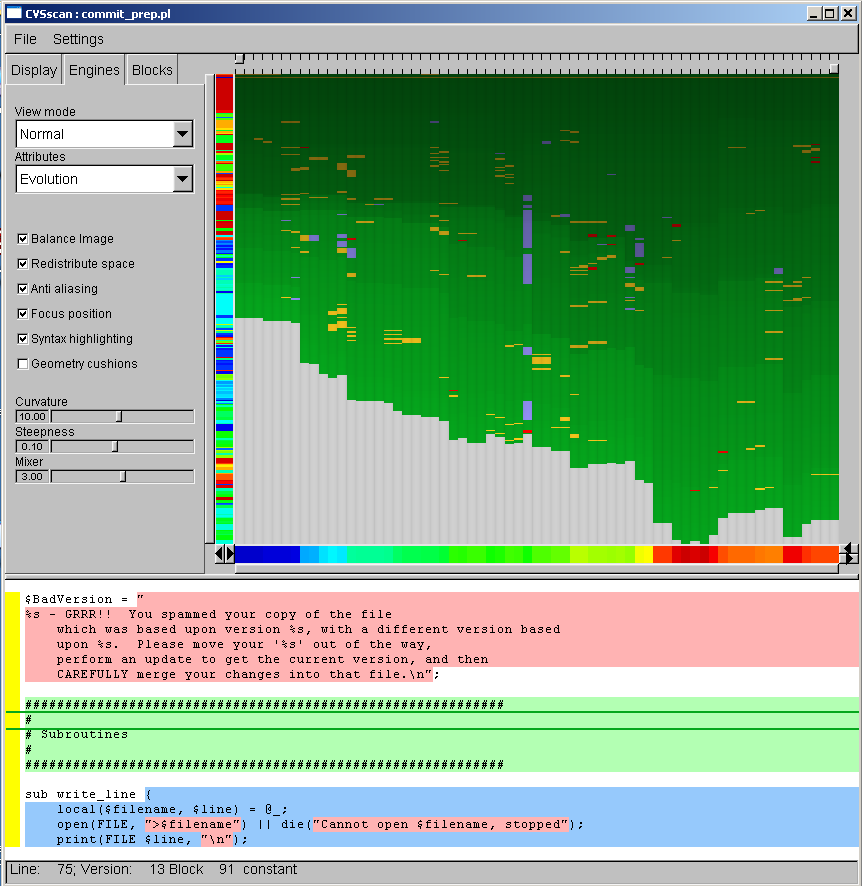 CVSscan : commit_prep.pl
File Settings
Display Engines Blocks
View mode
Normal
Attributes
Evolution
Balance Image
Redistribute space
Anti aliasing
Focus position
Syntax highlighting
Geometry cushions
Curvature
10.00
Steepness
0.10
Mixer
3.00
$BadVersion = "
%s - GRRR!!  You spammed your copy of the file
    which was based upon version %s, with a different version based
    upon %s.  Please move your '%s' out of the way,
    perform an update to get the current version, and then
    CAREFULLY merge your changes into that file.\n";
############################################################
#
# Subroutines
#
############################################################
sub write_line {
    local($filename, $line) = @_;
    open(FILE, ">$filename") || die("Cannot open $filename, stopped");
    print(FILE $line, "\n");
Line: 75; Version: 13 Block 91 constant